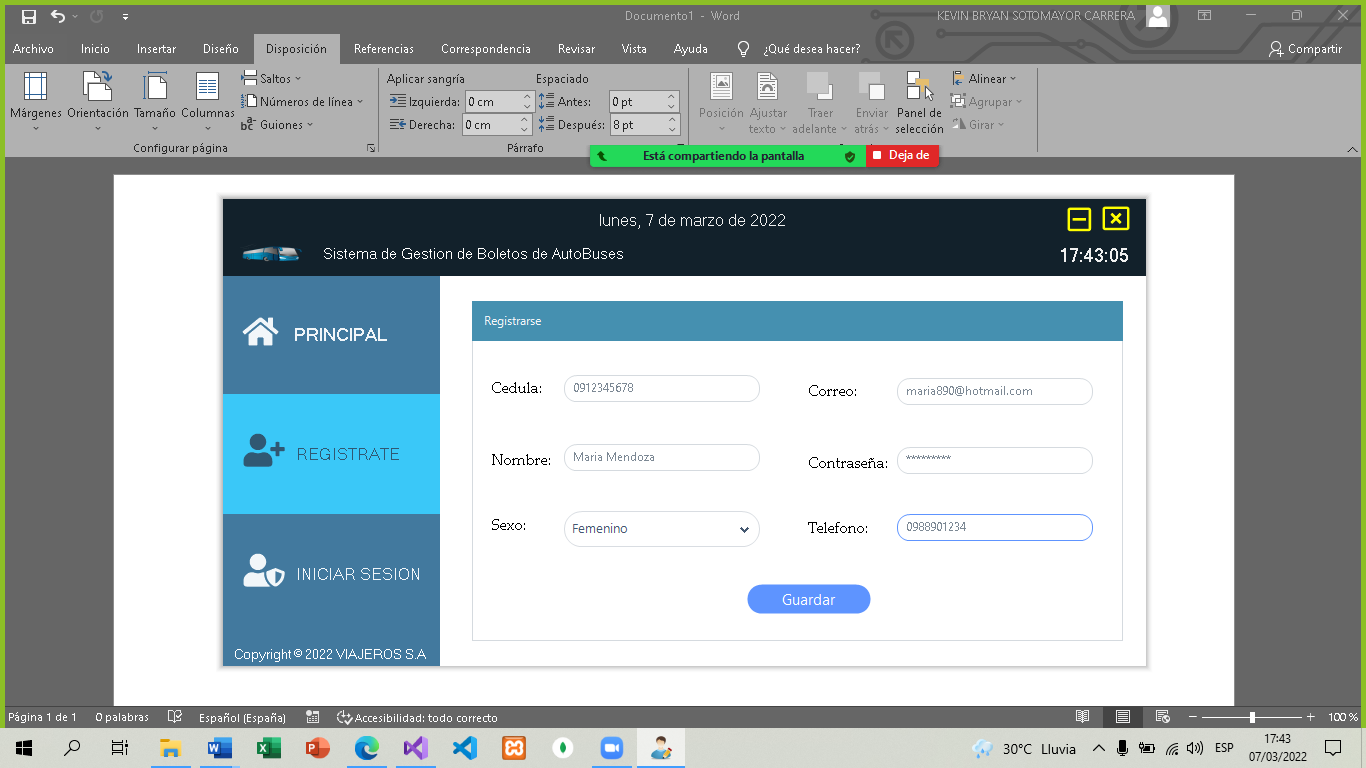 Documento1 - Word
KEVIN BRYAN SOTOMAYOR CARRERA
Archivo Inicio Insertar Diseño Disposición Referencias Correspondencia Revisar Vista Ayuda ¿Qué desea hacer? Compartir
Márgenes Orientación Tamaño Columnas
Saltos
Números de línea
Guiones
Configurar página
Aplicar sangría Espaciado
Izquierda: 0 cm Antes: 0 pt
Derecha: 0 cm Después: 8 pt
Párrafo
Posición Ajustar texto Traer adelante Enviar atrás Panel de selección
Alinear
Agrupar
Girar
Está compartiendo la pantalla Deja de
lunes, 7 de marzo de 2022
Sistema de Gestion de Boletos de AutoBuses
17:43:05
PRINCIPAL
REGISTRATE
INICIAR SESION
Copyright © 2022 VIAJEROS S.A
Registrarse
Cedula: 0912345678
Correo: maria890@hotmail.com
Nombre: Maria Mendoza
Contraseña: *********
Sexo: Femenino
Telefono: 0988901234
Guardar
Página 1 de 1 0 palabras Español (España) Accesibilidad: todo correcto 100 %
30°C Lluvia ESP 17:43
07/03/2022